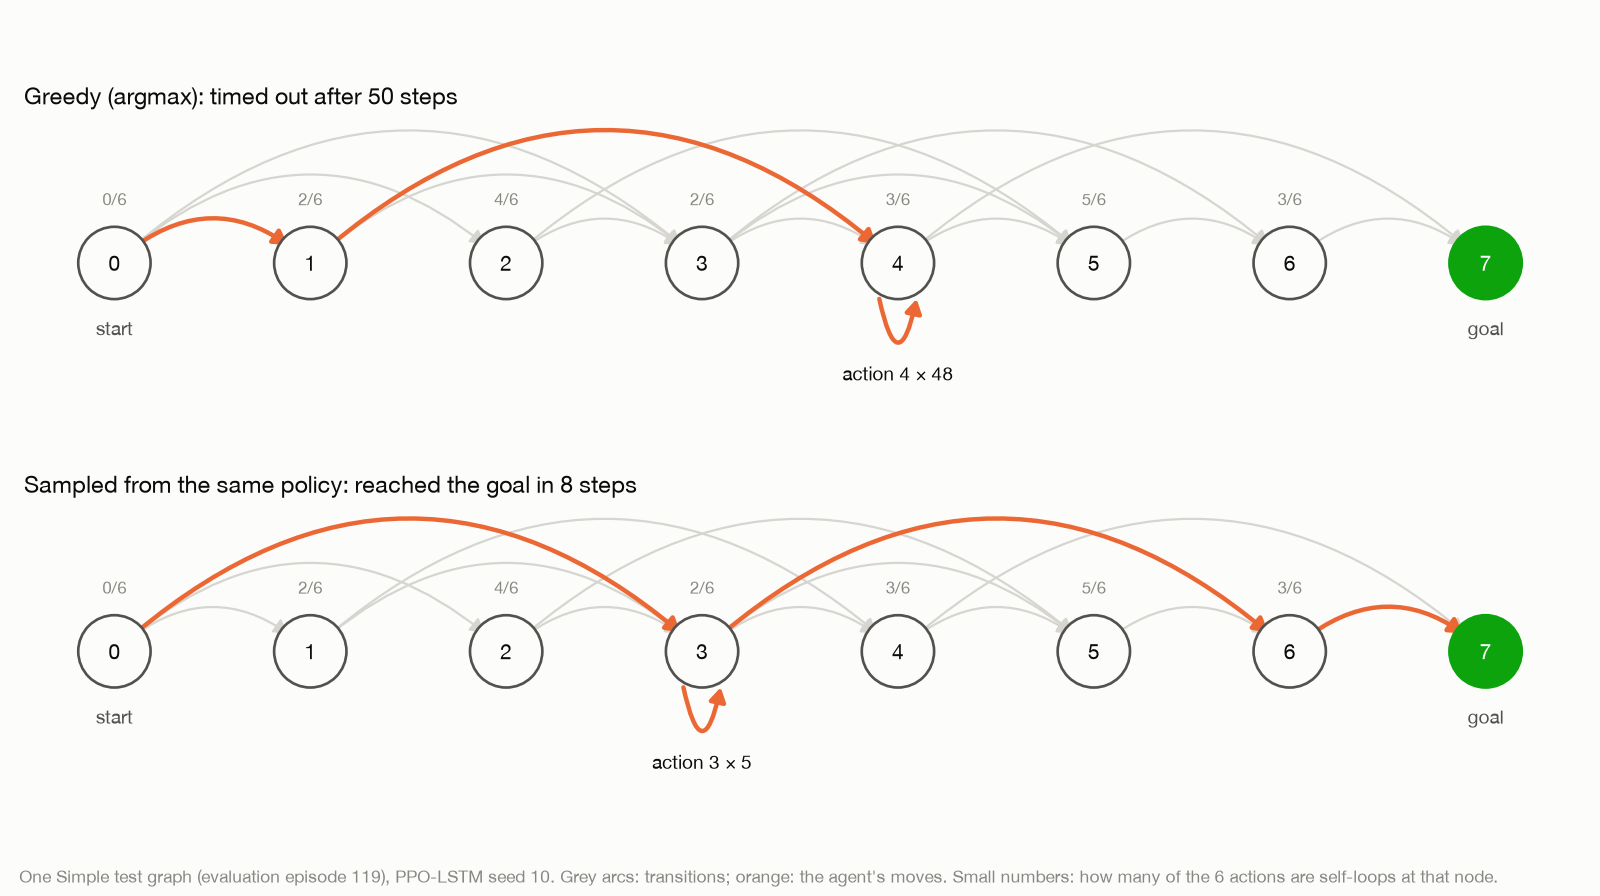 Greedy (argmax): timed out after 50 steps
0/6 2/6 4/6 2/6 3/6 5/6 3/6
0 1 2 3 4 5 6 7
start goal
action 4 × 48
Sampled from the same policy: reached the goal in 8 steps
0/6 2/6 4/6 2/6 3/6 5/6 3/6
0 1 2 3 4 5 6 7
start goal
action 3 × 5
One Simple test graph (evaluation episode 119), PPO-LSTM seed 10. Grey arcs: transitions; orange: the agent's moves. Small numbers: how many of the 6 actions are self-loops at that node.